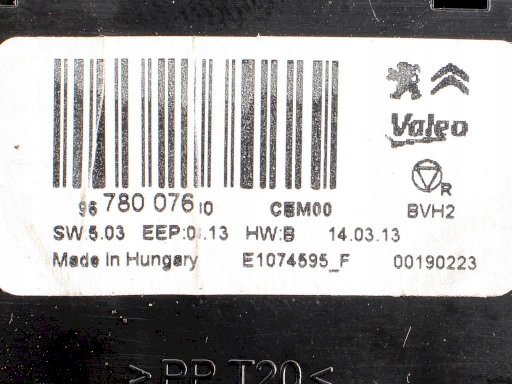 Valeo
R
96 780 076 80 CEM00 BVH2
SW:5.03 EEP: .13 HW:B 14.03.13
Made in Hungary E1074595_F 00190223
>PP T20<